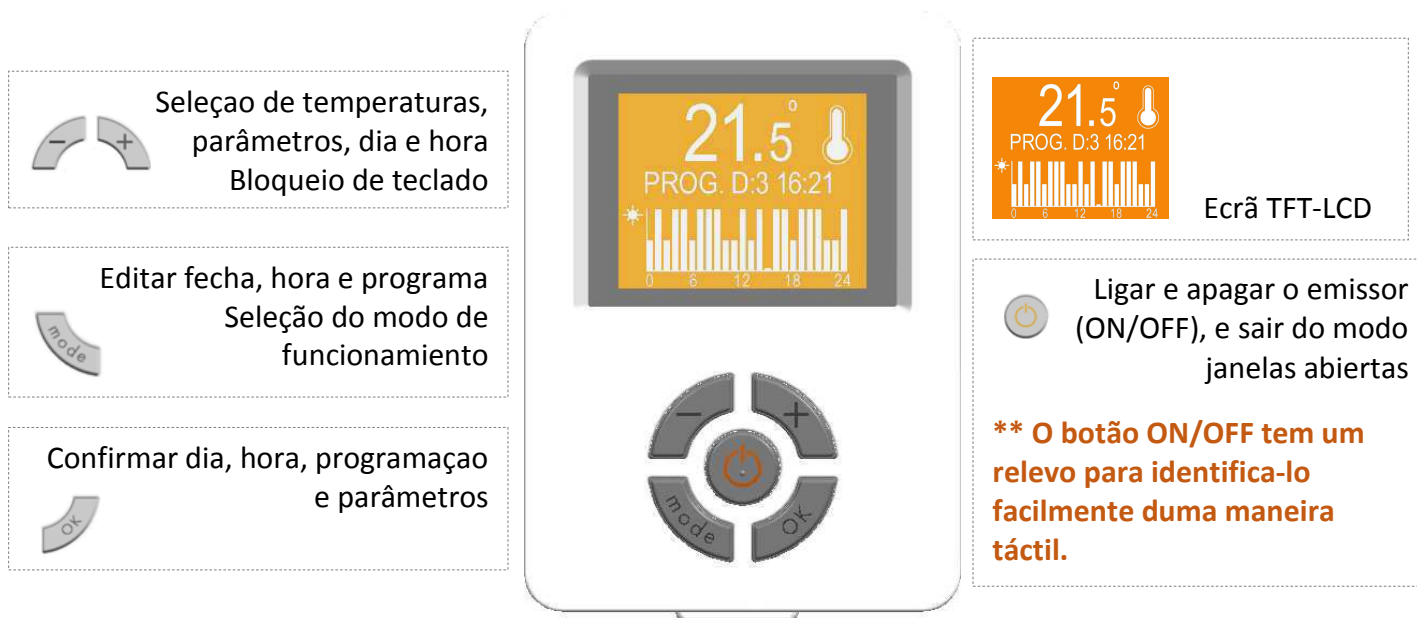 Seleçao de temperaturas,
parâmetros, dia e hora
Bloqueio de teclado
Editar fecha, hora e programa
Seleção do modo de
funcionamiento
mode
Confirmar dia, hora, programaçao
e parâmetros
OK
21.5°
PROG. D:3 16:21
0 6 12 18 24
- +
mode OK
21.5°
PROG. D:3 16:21
0 6 12 18 24
Ecrã TFT-LCD
Ligar e apagar o emissor
(ON/OFF), e sair do modo
janelas abiertas
** O botão ON/OFF tem um
relevo para identifica-lo
facilmente duma maneira
táctil.